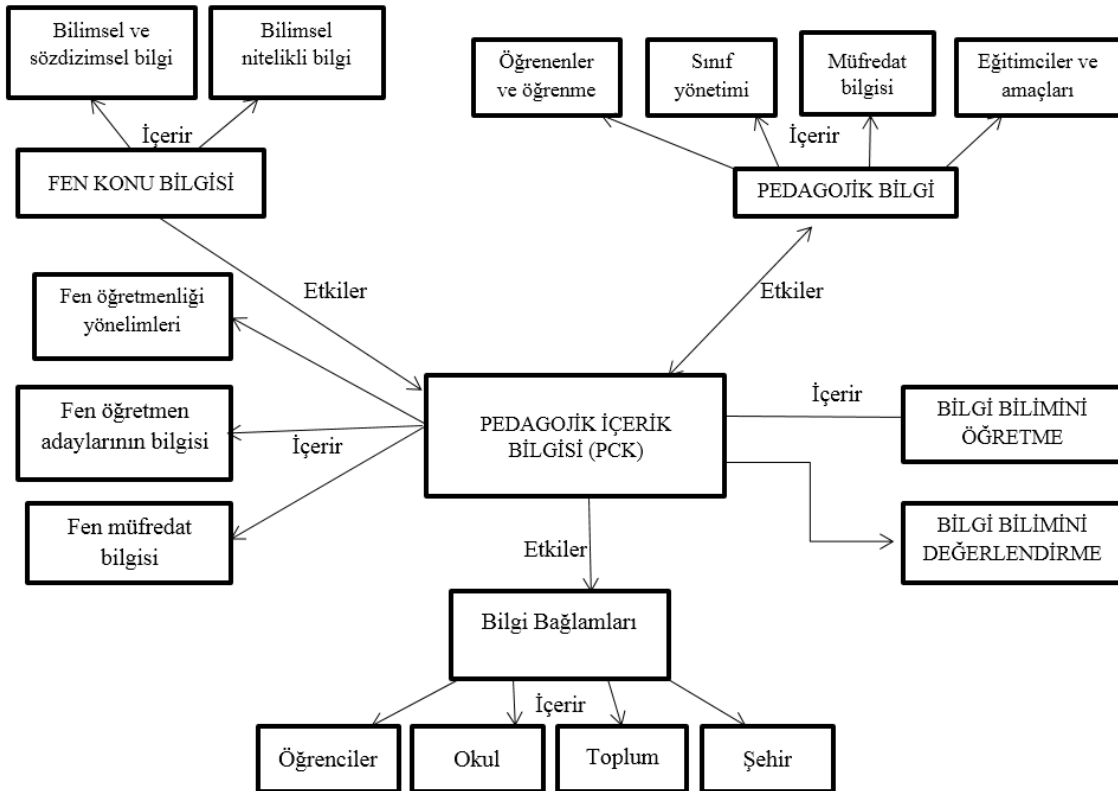 Bilimsel ve
sözdizimsel bilgi
Bilimsel
nitelikli bilgi
İçerir
FEN KONU BİLGİSİ
Öğrenenler
ve öğrenme
Sınıf
yönetimi
Müfredat
bilgisi
Eğitimciler ve
amaçları
İçerir
PEDAGOJİK BİLGİ
Etkiler
Etkiler
Fen öğretmenliği
yönelimleri
Fen öğretmen
adaylarının bilgisi
İçerir
Fen müfredat
bilgisi
PEDAGOJİK İÇERİK
BİLGİSİ (PCK)
İçerir
BİLGİ BİLİMİNİ
ÖĞRETME
BİLGİ BİLİMİNİ
DEĞERLENDİRME
Etkiler
Bilgi Bağlamları
İçerir
Öğrenciler
Okul
Toplum
Şehir